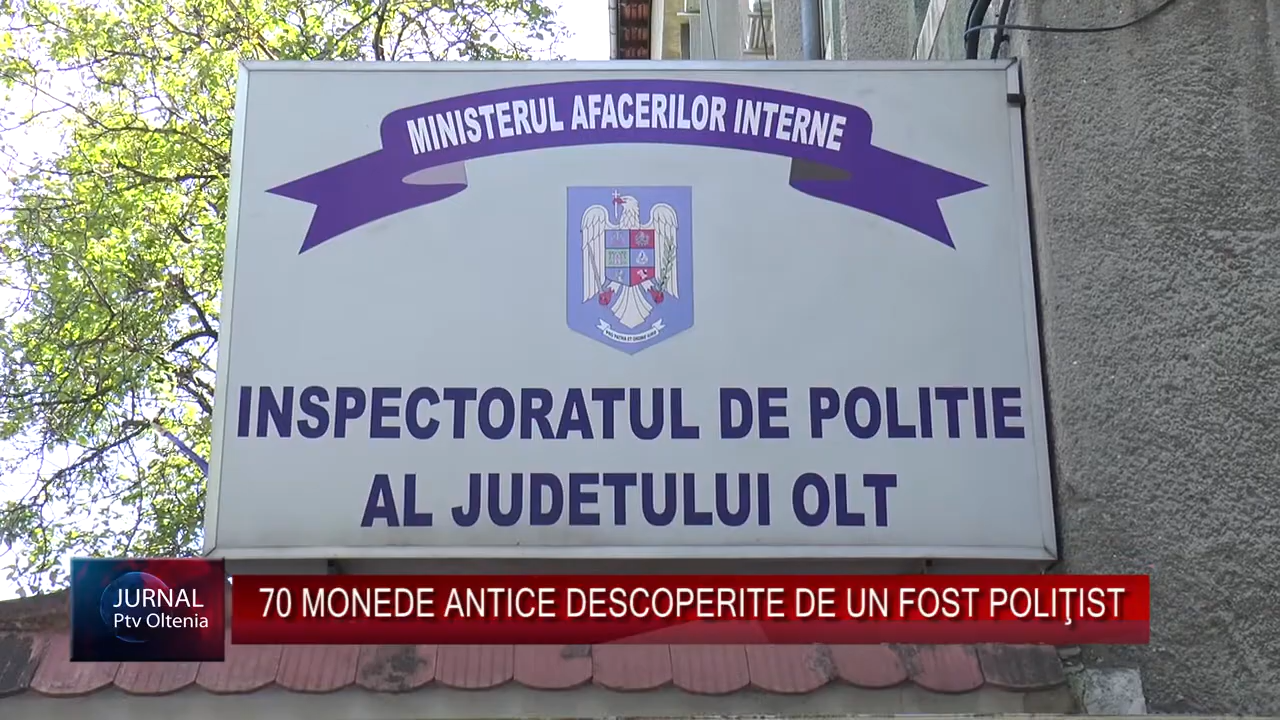 MINISTERUL AFACERILOR INTERNE
INSPECTORATUL DE POLITIE
AL JUDETULUI OLT
JURNAL
Ptv Oltenia
70 MONEDE ANTICE DESCOPERITE DE UN FOST POLIŢIST